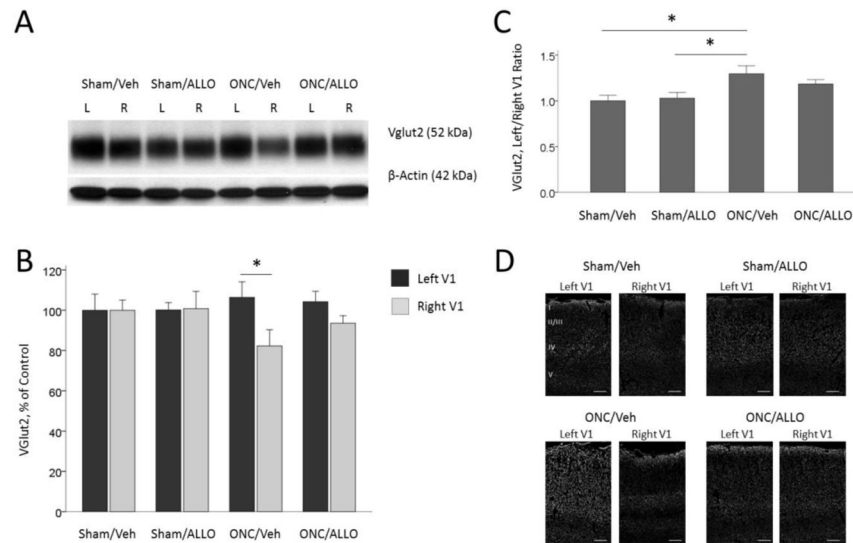 A
Sham/Veh Sham/ALLO ONC/Veh ONC/ALLO
L R L R L R L R
Vglut2 (52 kDa)
β-Actin (42 kDa)
B
VGlut2, % of Control
120
100
80
60
40
20
0
*
Left V1
Right V1
Sham/Veh Sham/ALLO ONC/Veh ONC/ALLO
C
VGlut2, Left/Right V1 Ratio
1.5
1.0
0.5
0.0
*
*
Sham/Veh Sham/ALLO ONC/Veh ONC/ALLO
D
Sham/Veh Sham/ALLO
Left V1 Right V1 Left V1 Right V1
I
II/III
IV
V
ONC/Veh ONC/ALLO
Left V1 Right V1 Left V1 Right V1